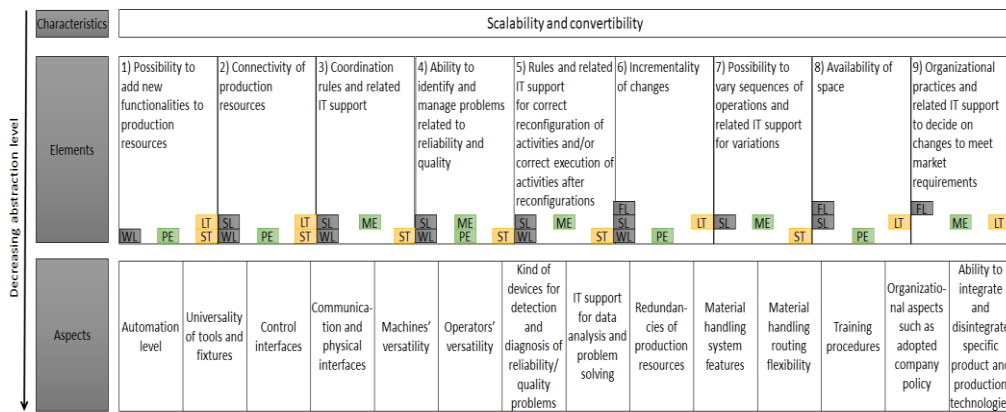 Decreasing abstraction level
Characteristics
Scalability and convertibility
Elements
1) Possibility to
add new
functionalities to
production
resources
LT
WL PE ST
2) Connectivity of
production
resources
SL LT
WL PE ST
3) Coordination
rules and related
IT support
SL ME
WL ST
4) Ability to
identify and
manage problems
related to
reliability and
quality
SL ME
WL PE ST
5) Rules and related
IT support
for correct
reconfiguration of
activities and/or
correct execution of
activities after
reconfigurations
SL ME
WL ST
6) Incrementality
of changes
FL
SL LT
WL PE
7) Possibility to
vary sequences of
operations and
related IT support
for variations
SL ME
ST
8) Availability of
space
FL
SL LT
PE
9) Organizational
practices and
related IT support
to decide on
changes to meet
market
requirements
FL
ME LT
Aspects
Automation
level
Universality
of tools and
fixtures
Control
interfaces
Communica-
tion and
physical
interfaces
Machines'
versatility
Operators'
versatility
Kind of
devices for
detection
and
diagnosis of
reliability/
quality
problems
IT support
for data
analysis and
problem
solving
Redundan-
cies of
production
resources
Material
handling
system
features
Material
handling
routing
flexibility
Training
procedures
Organizatio-
nal aspects
such as
adopted
company
policy
Ability to
integrate
and
disintegrate
specific
product and
production
technologie